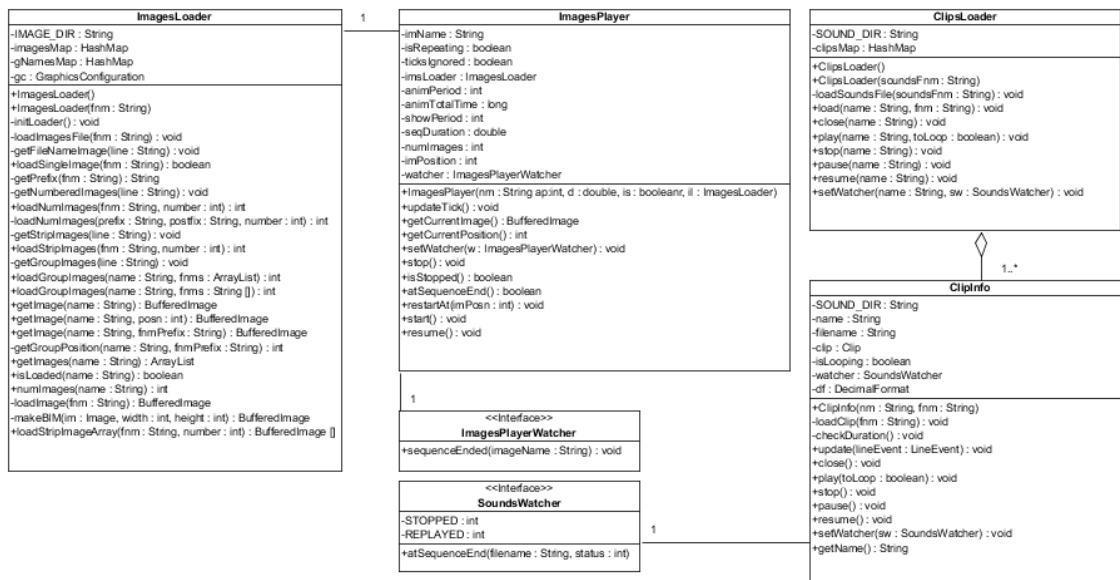 ImagesLoader
-IMAGE_DIR : String
-imagesMap : HashMap
-gNamesMap : HashMap
-gc : GraphicsConfiguration
+ImagesLoader()
+ImagesLoader(fnm : String)
-initLoader() : void
-loadImagesFile(fnm : String) : void
-getFileNameImage(line : String) : void
+loadSingleImage(fnm : String) : boolean
-getPrefix(fnm : String) : String
-getNumberedImages(line : String) : void
+loadNumImages(fnm : String, number : int) : int
-loadNumImages(prefix : String, postfix : String, number : int) : int
-getStripImages(line : String) : void
+loadStripImages(fnm : String, number : int) : int
-getGroupImages(line : String) : void
+loadGroupImages(name : String, fnms : ArrayList) : int
+loadGroupImages(name : String, fnms : String []) : int
+getImage(name : String) : BufferedImage
+getImage(name : String, posn : int) : BufferedImage
+getImage(name : String, fnmPrefix : String) : BufferedImage
-getGroupPosition(name : String, fnmPrefix : String) : int
+getImages(name : String) : ArrayList
+isLoaded(name : String) : boolean
+numImages(name : String) : int
-loadImage(fnm : String) : BufferedImage
-makeBIM(im : Image, width : int, height : int) : BufferedImage
+loadStripImageArray(fnm : String, number : int) : BufferedImage []
1
ImagesPlayer
-imName : String
-isRepeating : boolean
-ticksIgnored : boolean
-imsLoader : ImagesLoader
-animPeriod : int
-animTotalTime : long
-showPeriod : int
-seqDuration : double
-numImages : int
-imPosition : int
-watcher : ImagesPlayerWatcher
+ImagesPlayer(nm : String ap:int, d : double, is : booleanr, il : ImagesLoader)
+updateTick() : void
+getCurrentImage() : BufferedImage
+getCurrentPosition() : int
+setWatcher(w : ImagesPlayerWatcher) : void
+stop() : void
+isStopped() : boolean
+atSequenceEnd() : boolean
+restartAt(imPosn : int) : void
+start() : void
+resume() : void
1
<<Interface>>
ImagesPlayerWatcher
+sequenceEnded(imageName : String) : void
<<Interface>>
SoundsWatcher
-STOPPED : int
-REPLAYED : int
+atSequenceEnd(filename : String, status : int)
1
ClipsLoader
-SOUND_DIR : String
-clipsMap : HashMap
+ClipsLoader()
+ClipsLoader(soundsFnm : String)
-loadSoundsFile(soundsFnm : String) : void
+load(name : String, fnm : String) : void
+close(name : String) : void
+play(name : String, toLoop : boolean) : void
+stop(name : String) : void
+pause(name : String) : void
+resume(name : String) : void
+setWatcher(name : String, sw : SoundsWatcher) : void
1..*
ClipInfo
-SOUND_DIR : String
-name : String
-filename : String
-clip : Clip
-isLooping : boolean
-watcher : SoundsWatcher
-df : DecimalFormat
+ClipInfo(nm : String, fnm : String)
-loadClip(fnm : String) : void
-checkDuration() : void
+update(lineEvent : LineEvent) : void
+close() : void
+play(toLoop : boolean) : void
+stop() : void
+pause() : void
+resume() : void
+setWatcher(sw : SoundsWatcher) : void
+getName() : String